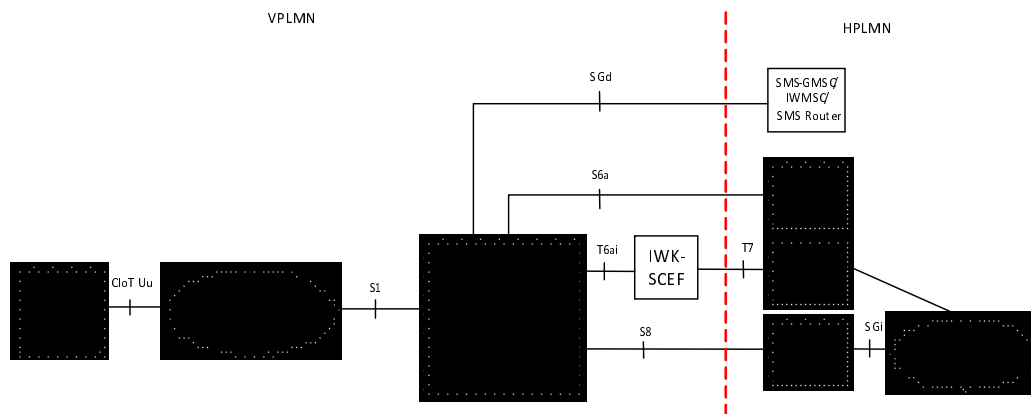 VPLMN
HPLMN
SGd
SMS-GMSC/
IWMSC/
SMS Router
S6a
T6ai
IWK-
SCEF
T7
CIoT Uu
S1
S8
SGi